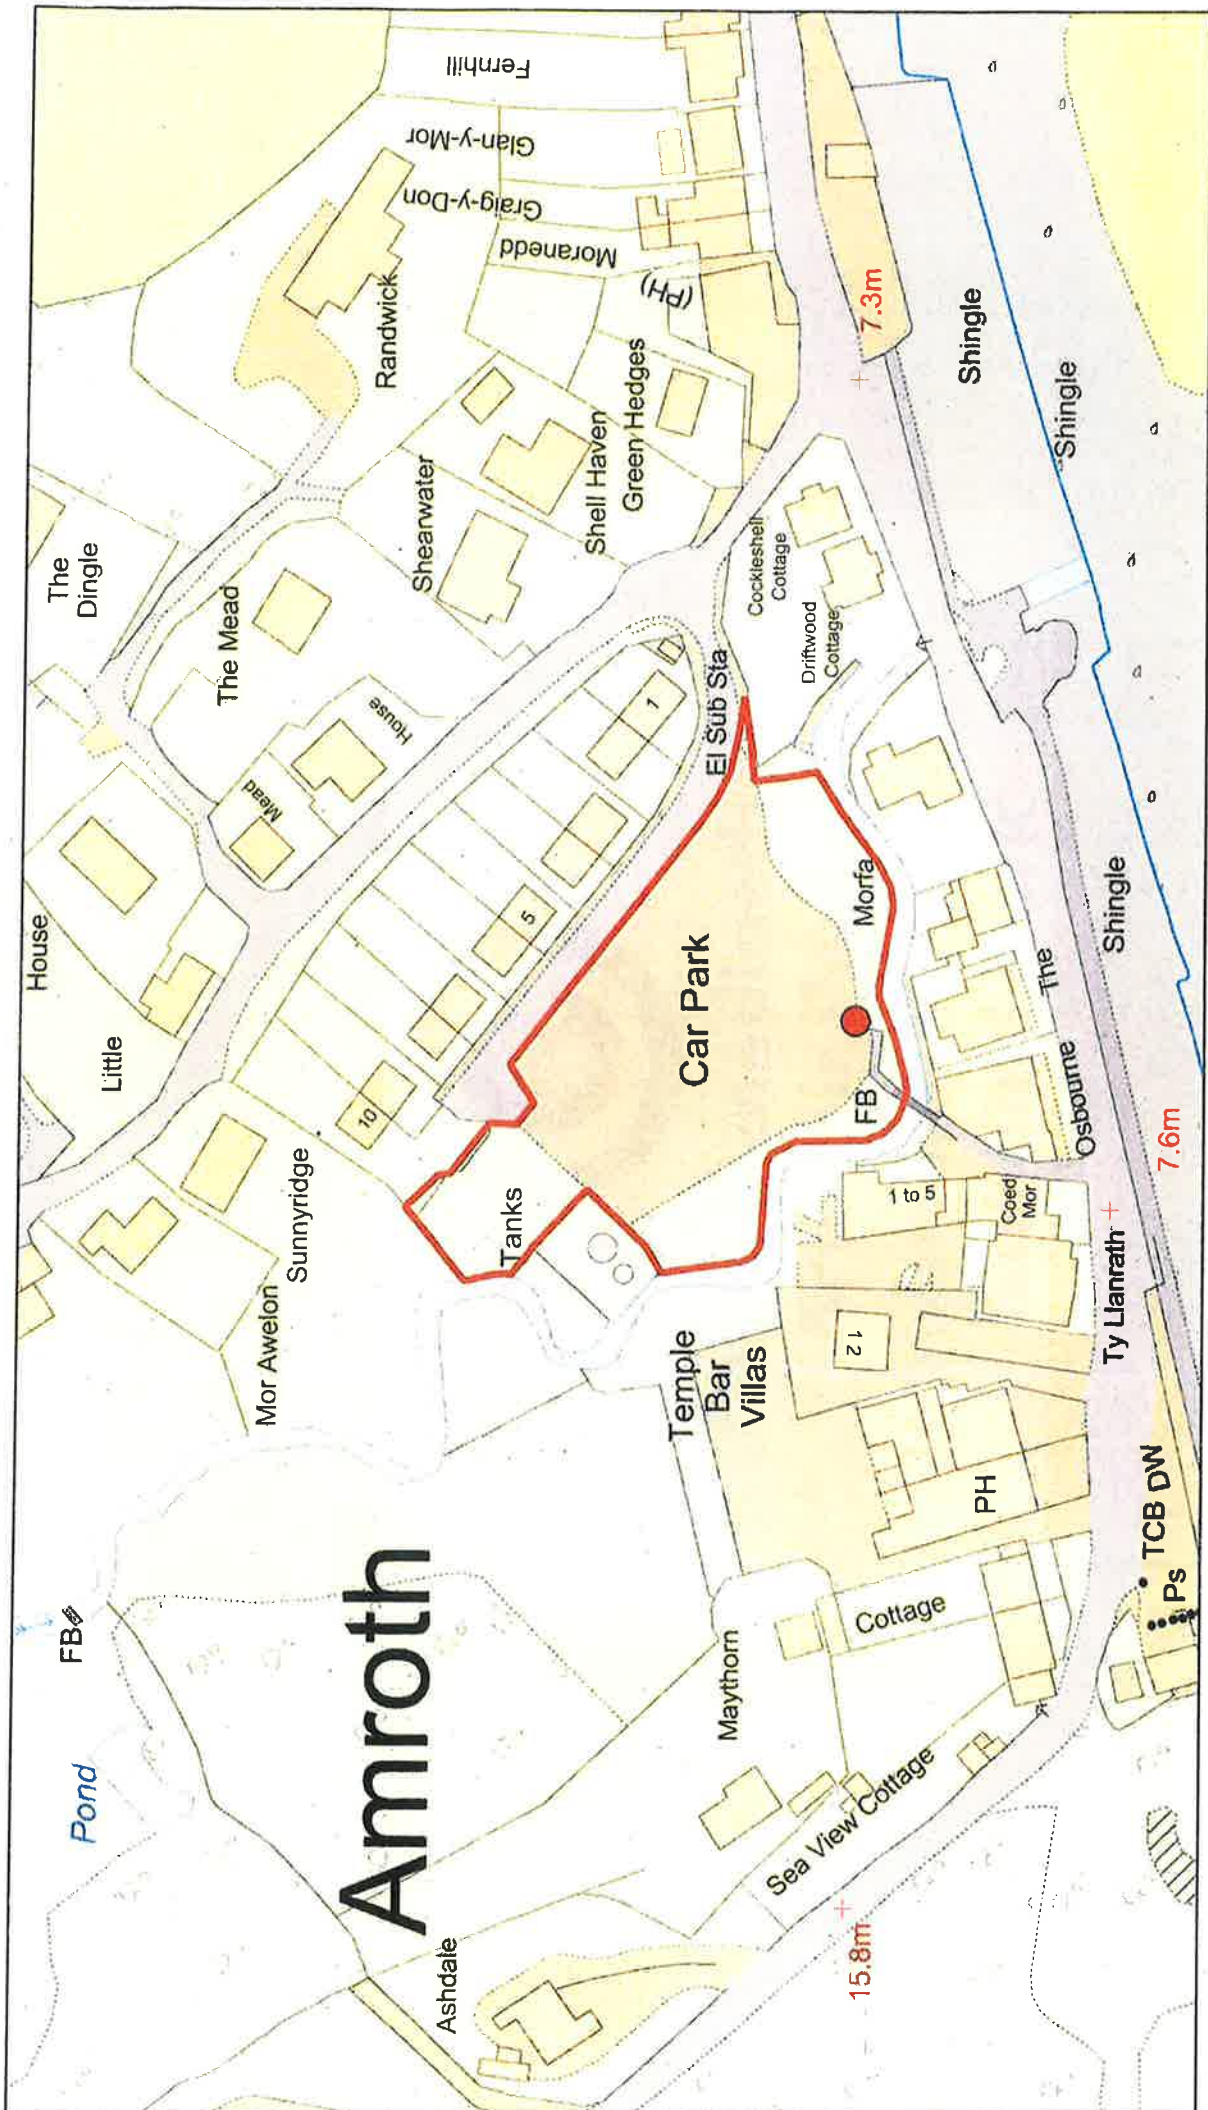 Pond
FB
Amroth
Ashdale
15.8m
Sea View Cottage
Maythorn
Cottage
PH
TCB DW
Ps
Mor Awelon
Sunnyridge
Temple
Bar
Villas
1 2
Ty Llanrath
7.6m
Tanks
1 to 5
Coed
Mor
Osbourne
The
FB
Car Park
Morfa
Shingle
10
5
1
El Sub Sta
Little
House
Mead
House
The Mead
The
Dingle
Driftwood
Cottage
Cockleshell
Cottage
Shearwater
Shell Haven
Green Hedges
Randwick
(PH)
Moranedd
Graig-y-Don
Glan-y-Mor
Fernhill
7.3m
Shingle
Shingle